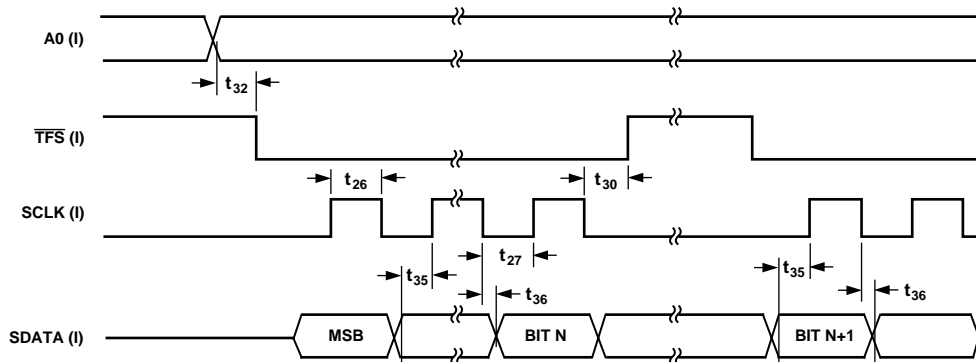 A0 (I)
t32
TFS (I)
t26
t30
SCLK (I)
t27
t35
t35
t36
t36
SDATA (I)
MSB
BIT N
BIT N+1